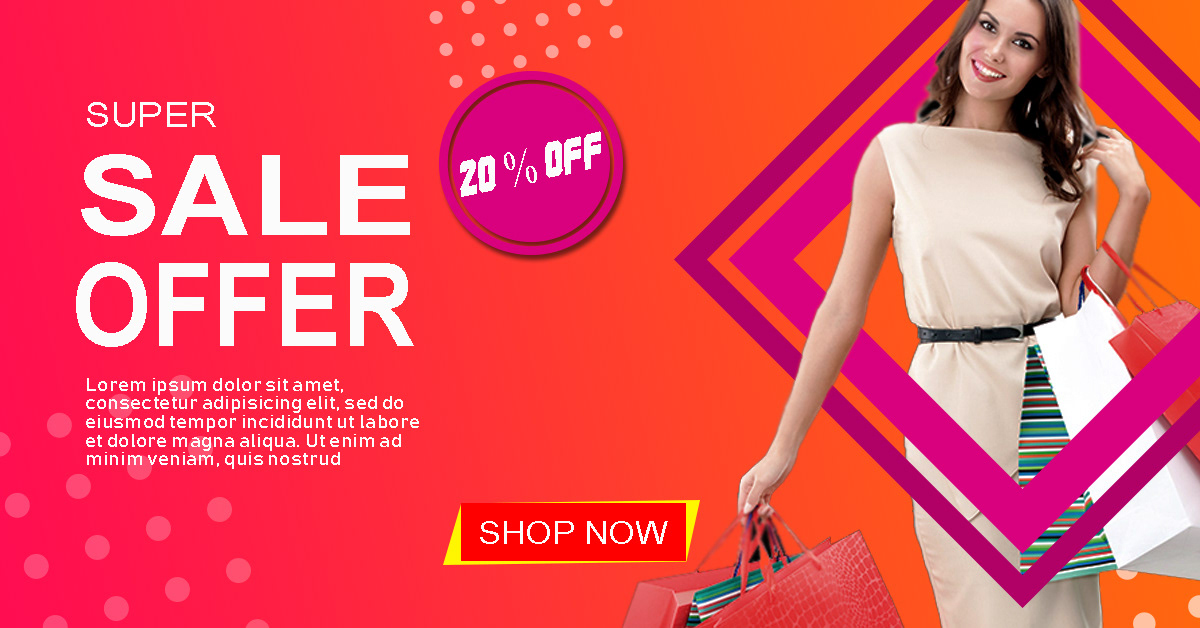 SUPER
SALE
OFFER
20 % OFF
Lorem ipsum dolor sit amet,
consectetur adipisicing elit, sed do
eiusmod tempor incididunt ut labore
et dolore magna aliqua. Ut enim ad
minim veniam, quis nostrud
SHOP NOW